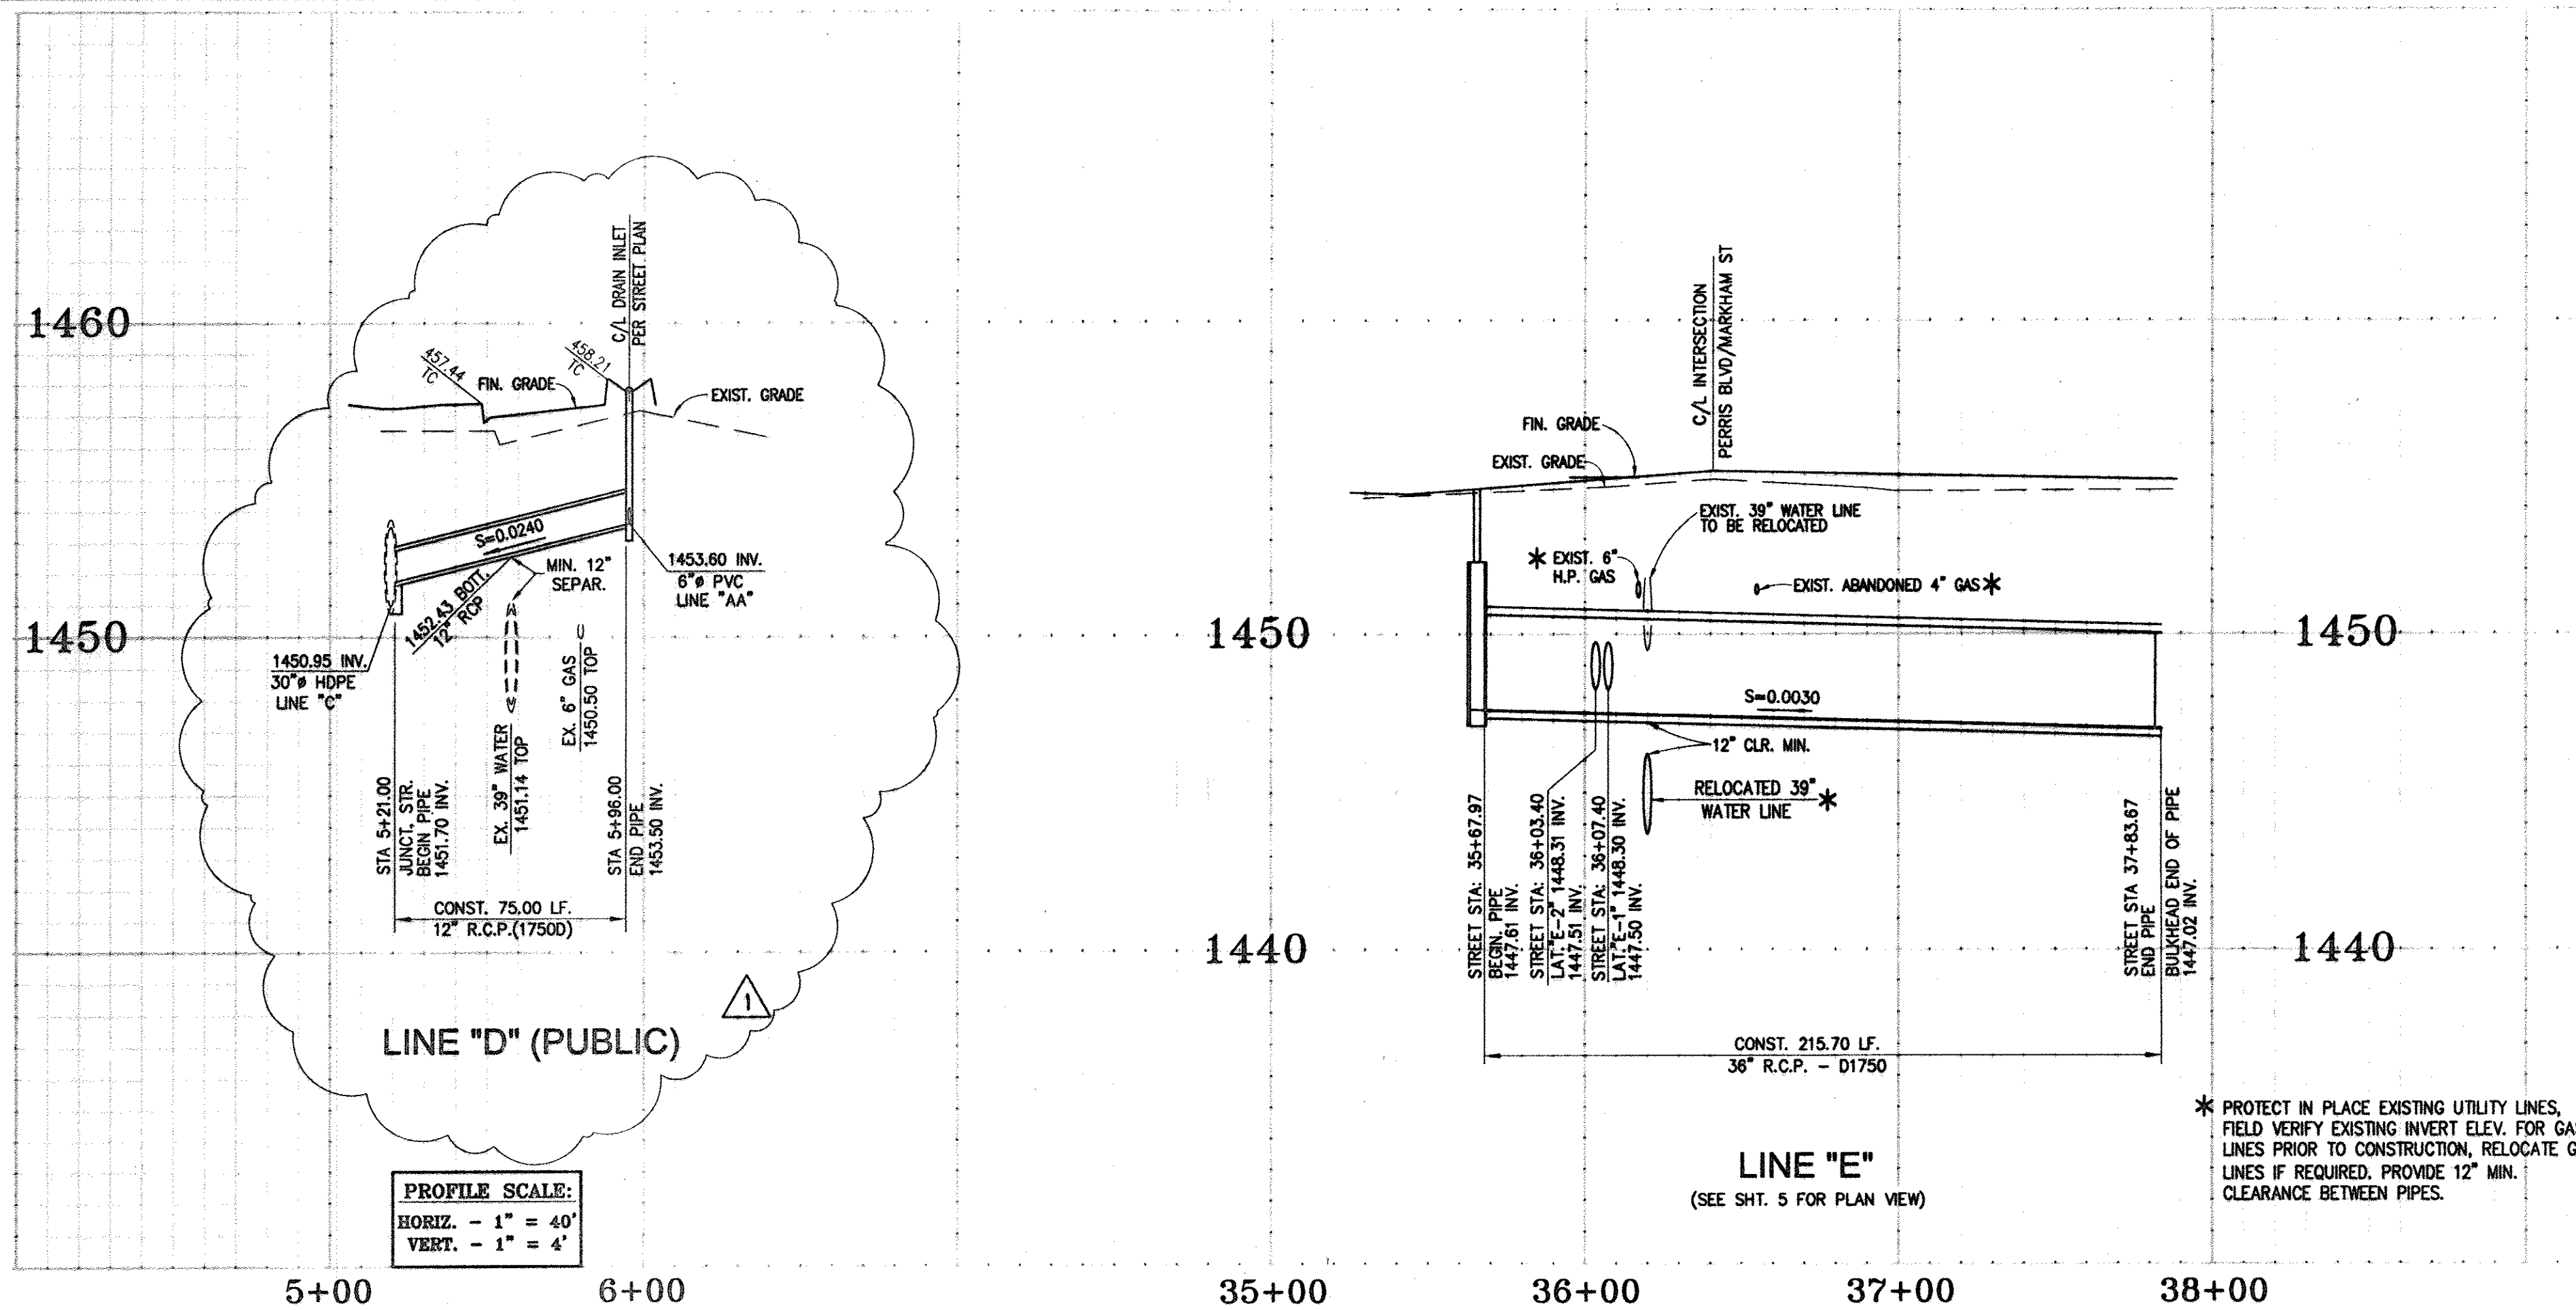 1460
1450
C/L DRAIN INLET
PER STREET PLAN
457.44
TC
FIN. GRADE
458.21
TC
EXIST. GRADE
S=0.0240
MIN. 12"
SEPAR.
1452.43 BOTT.
12" RCP
1453.60 INV.
6"ø PVC
LINE "AA"
1450.95 INV.
30"ø HDPE
LINE "C"
EX. 39" WATER
1451.14 TOP
EX. 6" GAS
1450.50 TOP
STA 5+21.00
JUNCT. STR.
BEGIN PIPE
1451.70 INV.
STA 5+96.00
END PIPE
1453.50 INV.
CONST. 75.00 LF.
12" R.C.P.(1750D)
1
LINE "D" (PUBLIC)
PROFILE SCALE:
HORIZ. - 1" = 40'
VERT. - 1" = 4'
5+00
6+00
1450
1440
C/L INTERSECTION
PERRIS BLVD/MARKHAM ST
FIN. GRADE
EXIST. GRADE
EXIST. 39" WATER LINE
TO BE RELOCATED
* EXIST. 6"
H.P. GAS
EXIST. ABANDONED 4" GAS *
S=0.0030
12" CLR. MIN.
RELOCATED 39"
WATER LINE *
STREET STA: 35+67.97
BEGIN. PIPE
1447.61 INV.
STREET STA: 36+03.40
LAT."E-2" 1448.31 INV.
1447.51 INV.
STREET STA: 36+07.40
LAT."E-1" 1448.30 INV.
1447.50 INV.
STREET STA 37+83.67
END PIPE
BULKHEAD END OF PIPE
1447.02 INV.
CONST. 215.70 LF.
36" R.C.P. - D1750
1450
1440
LINE "E"
(SEE SHT. 5 FOR PLAN VIEW)
* PROTECT IN PLACE EXISTING UTILITY LINES,
FIELD VERIFY EXISTING INVERT ELEV. FOR GA
LINES PRIOR TO CONSTRUCTION, RELOCATE G
LINES IF REQUIRED. PROVIDE 12" MIN.
CLEARANCE BETWEEN PIPES.
35+00
36+00
37+00
38+00